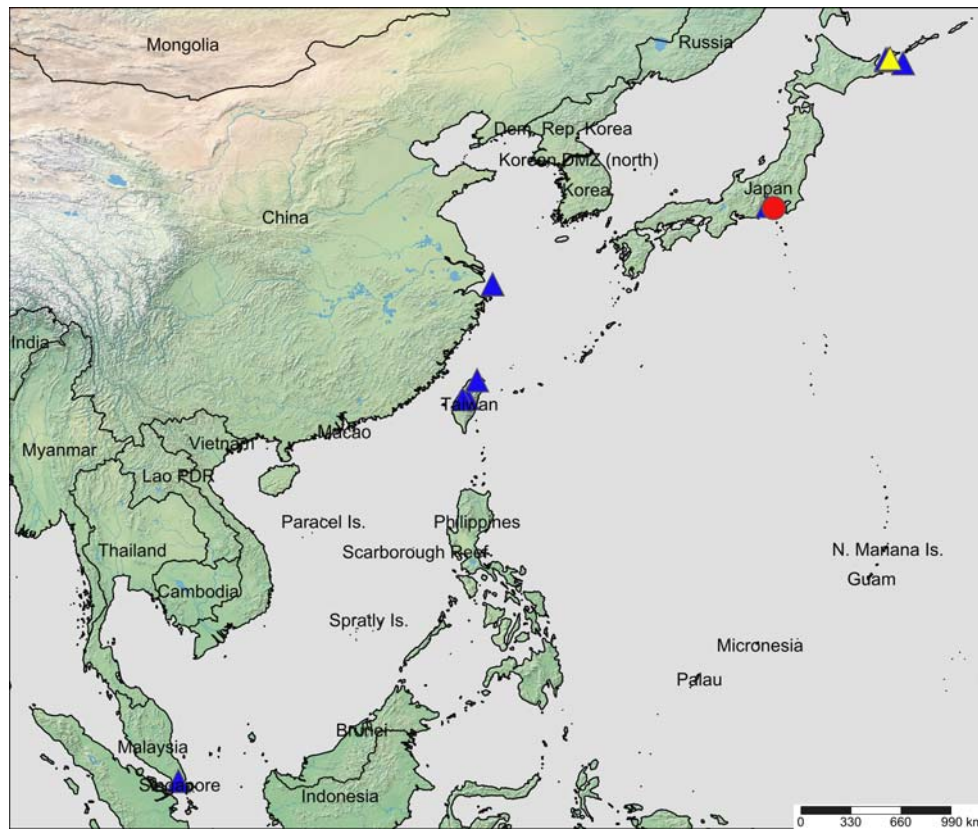 Mongolia
Russia
Dem, Rep, Korea
Korean DMZ (north)
Korea
Japan
China
India
Taiwan
Macao
Vietnam
Myanmar
Lao PDR
Paracel Is.
Philippines
Thailand
Scarborough Reef
N. Mariana Is.
Guam
Cambodia
Spratly Is.
Micronesia
Palau
Brunei
Malaysia
Singapore
Indonesia
0 330 660 990 km